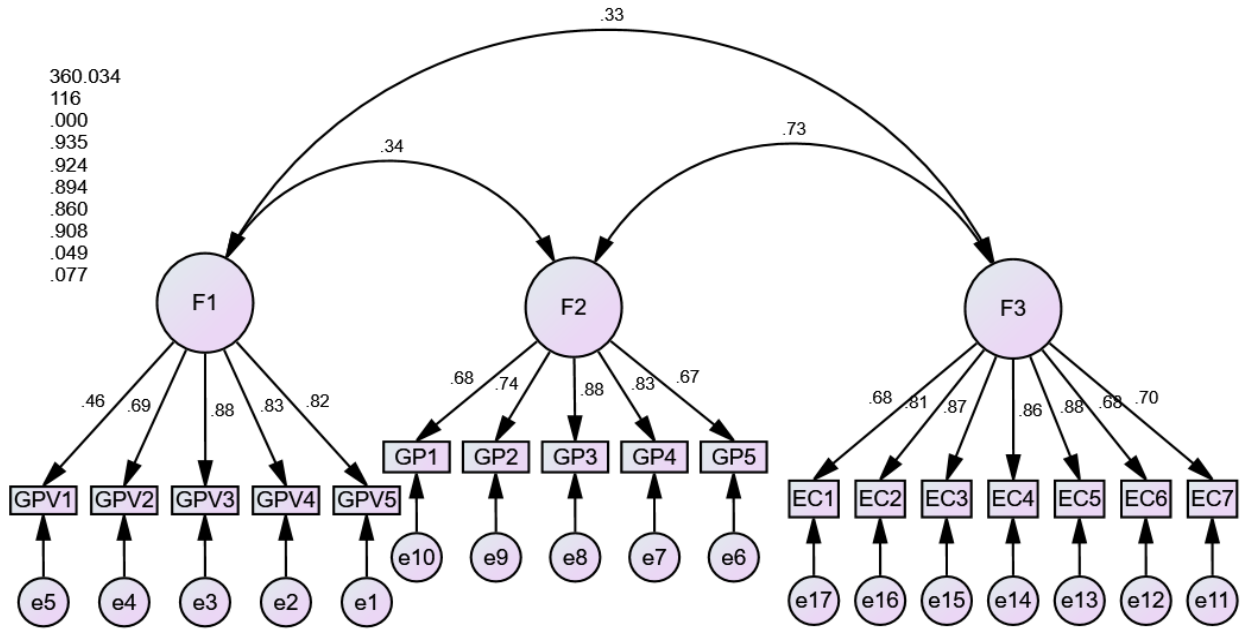 .33
360.034
116
.000
.935
.924
.894
.860
.908
.049
.077
.34
.73
F1
F2
F3
.46 .69 .88 .83 .82
.68 .74 .88 .83 .67
.68 .81 .87 .86 .88 .68 .70
GP1 GP2 GP3 GP4 GP5
GPV1 GPV2 GPV3 GPV4 GPV5
EC1 EC2 EC3 EC4 EC5 EC6 EC7
e10 e9 e8 e7 e6
e5 e4 e3 e2 e1
e17 e16 e15 e14 e13 e12 e11